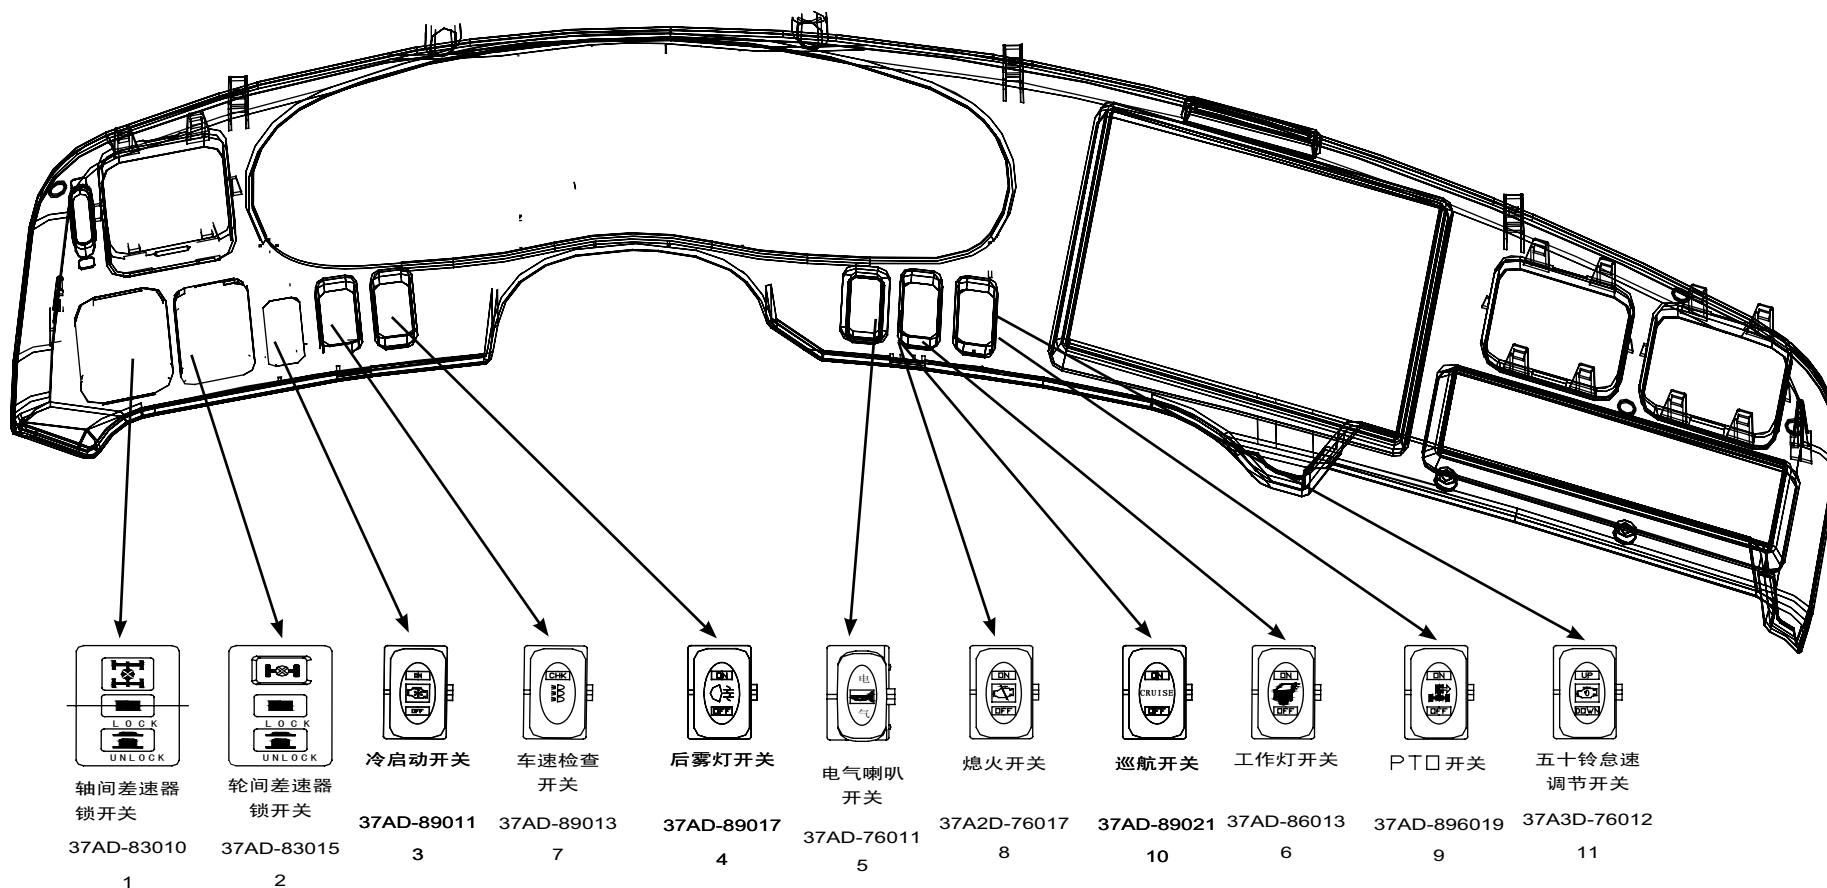 LOCK
UNLOCK
轴间差速器
锁开关
37AD-83010
1
LOCK
UNLOCK
轮间差速器
锁开关
37AD-83015
2
ON
OFF
冷启动开关
37AD-89011
3
CHK
车速检查
开关
37AD-89013
7
ON
OFF
后雾灯开关
37AD-89017
4
电
气
电气喇叭
开关
37AD-76011
5
ON
OFF
熄火开关
37A2D-76017
8
ON
CRUISE
OFF
巡航开关
37AD-89021
10
ON
OFF
工作灯开关
37AD-86013
6
ON
OFF
PTO开关
37AD-896019
9
UP
DOWN
五十铃怠速
调节开关
37A3D-76012
11